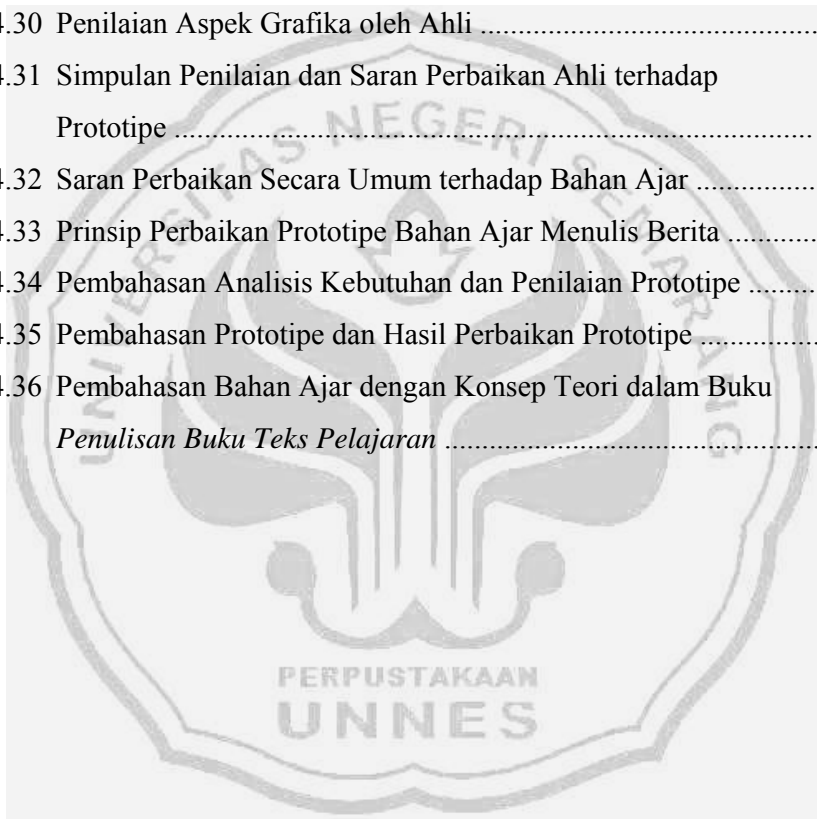 4.30 Penilaian Aspek Grafika oleh Ahli ....................................................
4.31 Simpulan Penilaian dan Saran Perbaikan Ahli terhadap
Prototipe ....................................................................................................
4.32 Saran Perbaikan Secara Umum terhadap Bahan Ajar ..................
4.33 Prinsip Perbaikan Prototipe Bahan Ajar Menulis Berita .............
4.34 Pembahasan Analisis Kebutuhan dan Penilaian Prototipe ..........
4.35 Pembahasan Prototipe dan Hasil Perbaikan Prototipe ..................
4.36 Pembahasan Bahan Ajar dengan Konsep Teori dalam Buku
Penulisan Buku Teks Pelajaran ..........................................................
UNIVERSITAS NEGERI SEMARANG
PERPUSTAKAAN
UNNES